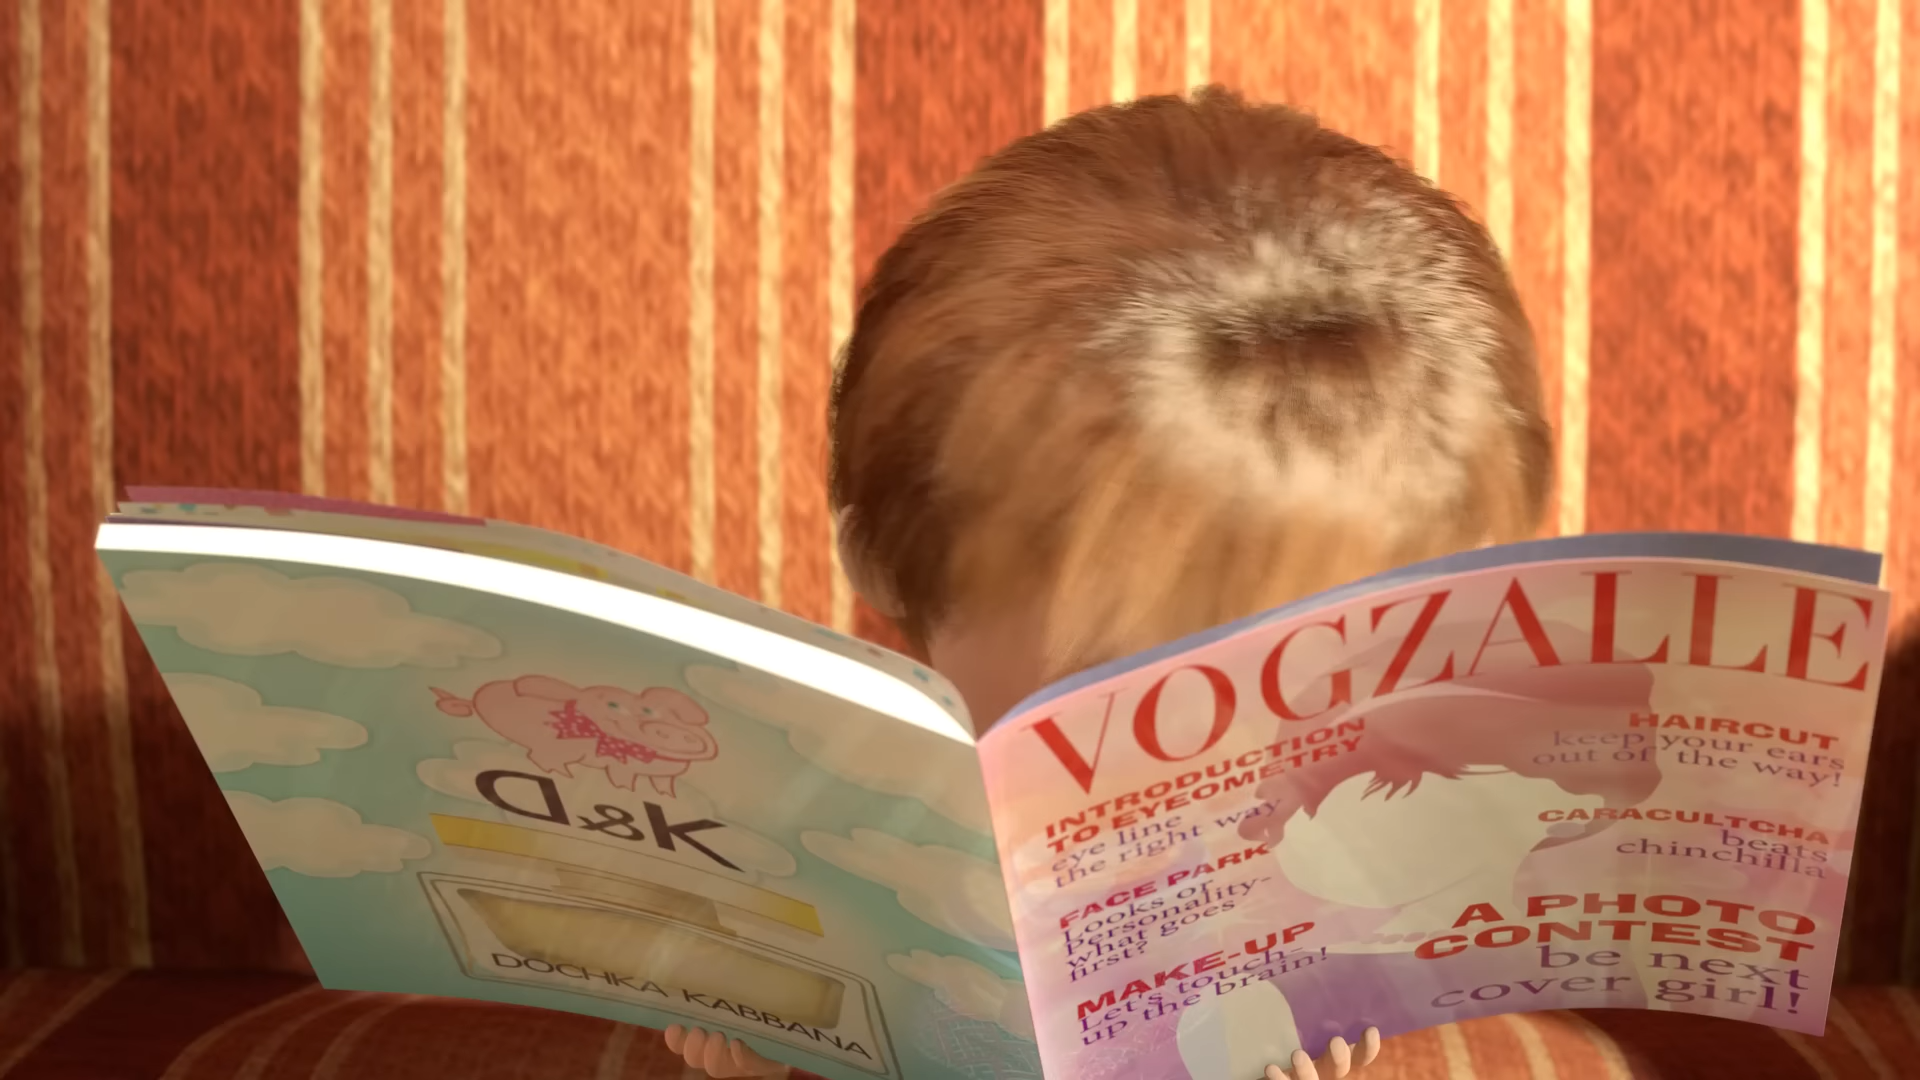 D&K
DOCHKA KABBANA
VOGZALLE
INTRODUCTION
TO EYEOMETRY
eye line
the right way
FACE PARK
Looks or
personality-
what goes
first?
MAKE-UP
Let's touch-
up the brain!
HAIRCUT
keep your ears
out of the way!
CARACULTCHA
beats
chinchilla
A PHOTO
CONTEST
be next
cover girl!